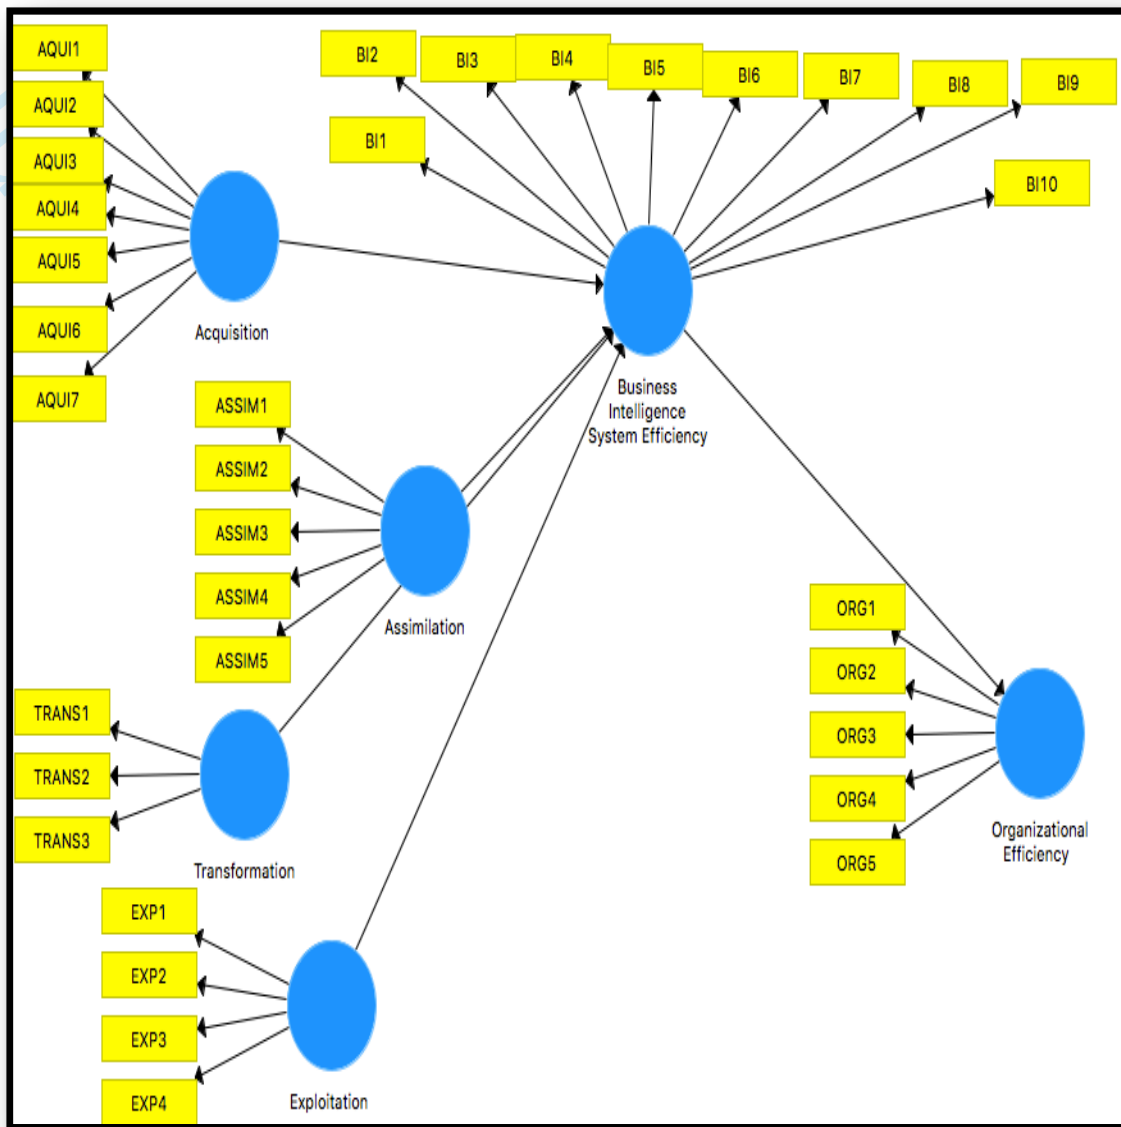 AQUI1
AQUI2
AQUI3
AQUI4
AQUI5
AQUI6
AQUI7
Acquisition
BI1
BI2
BI3
BI4
BI5
BI6
BI7
BI8
BI9
BI10
Business
Intelligence
System Efficiency
ASSIM1
ASSIM2
ASSIM3
ASSIM4
ASSIM5
Assimilation
TRANS1
TRANS2
TRANS3
Transformation
EXP1
EXP2
EXP3
EXP4
Exploitation
ORG1
ORG2
ORG3
ORG4
ORG5
Organizational
Efficiency